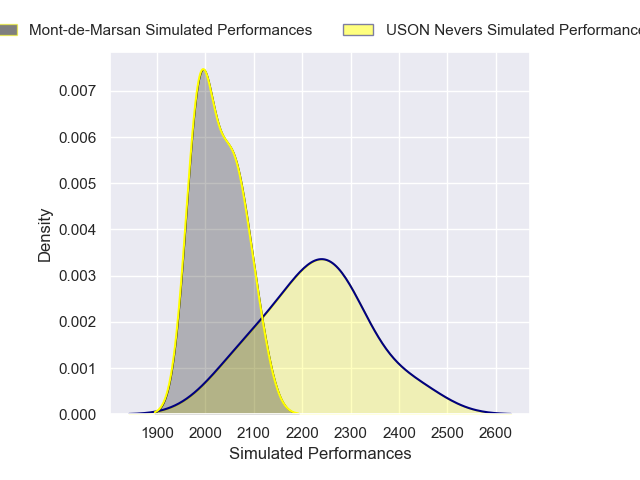 Mont-de-Marsan Simulated Performances
USON Nevers Simulated Performance
0.007
0.006
0.005
0.004
0.003
0.002
0.001
0.000
Density
1900 2000 2100 2200 2300 2400 2500 2600
Simulated Performances